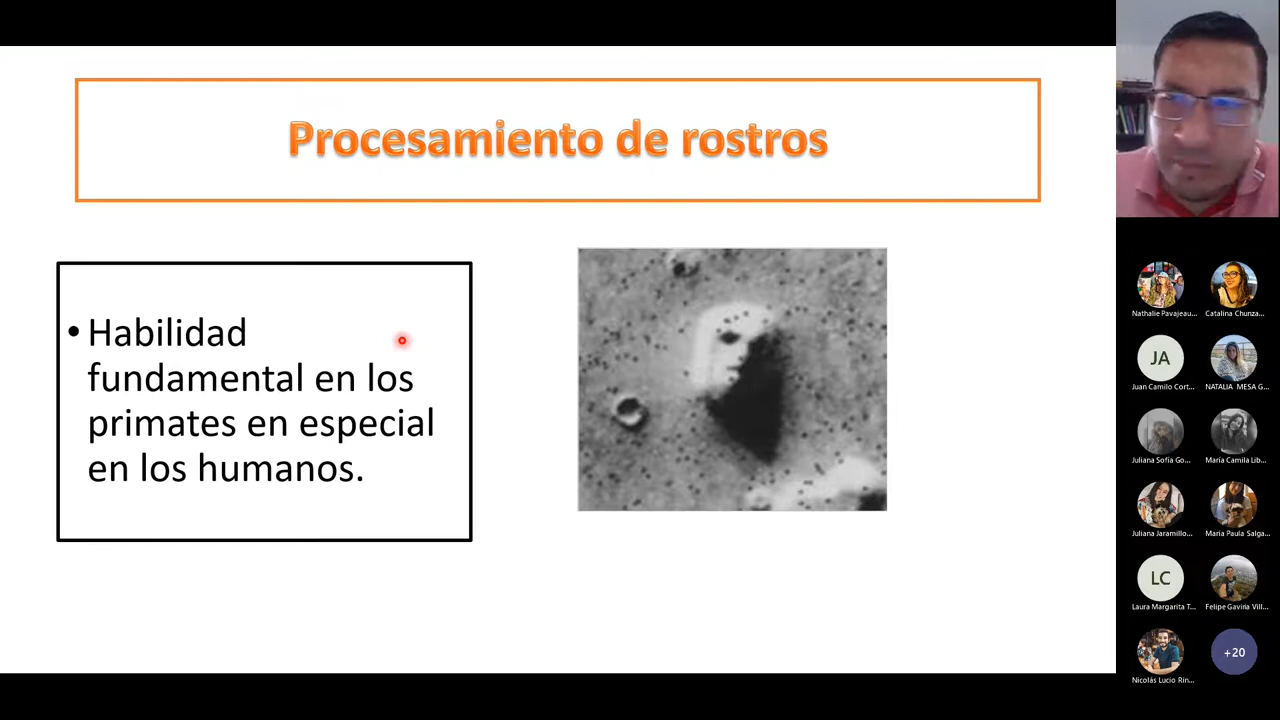 Procesamiento de rostros
• Habilidad
fundamental en los
primates en especial
en los humanos.
Nathalie Pavajeau...
Catalina Chunza...
JA
Juan Camilo Cort...
NATALIA MESA G...
Juliana Sofía Go...
María Camila Lib...
Juliana Jaramillo...
Maria Paula Salga...
LC
Laura Margarita T...
Felipe Gaviria Vill...
Nicolás Lucio Rin...
+20